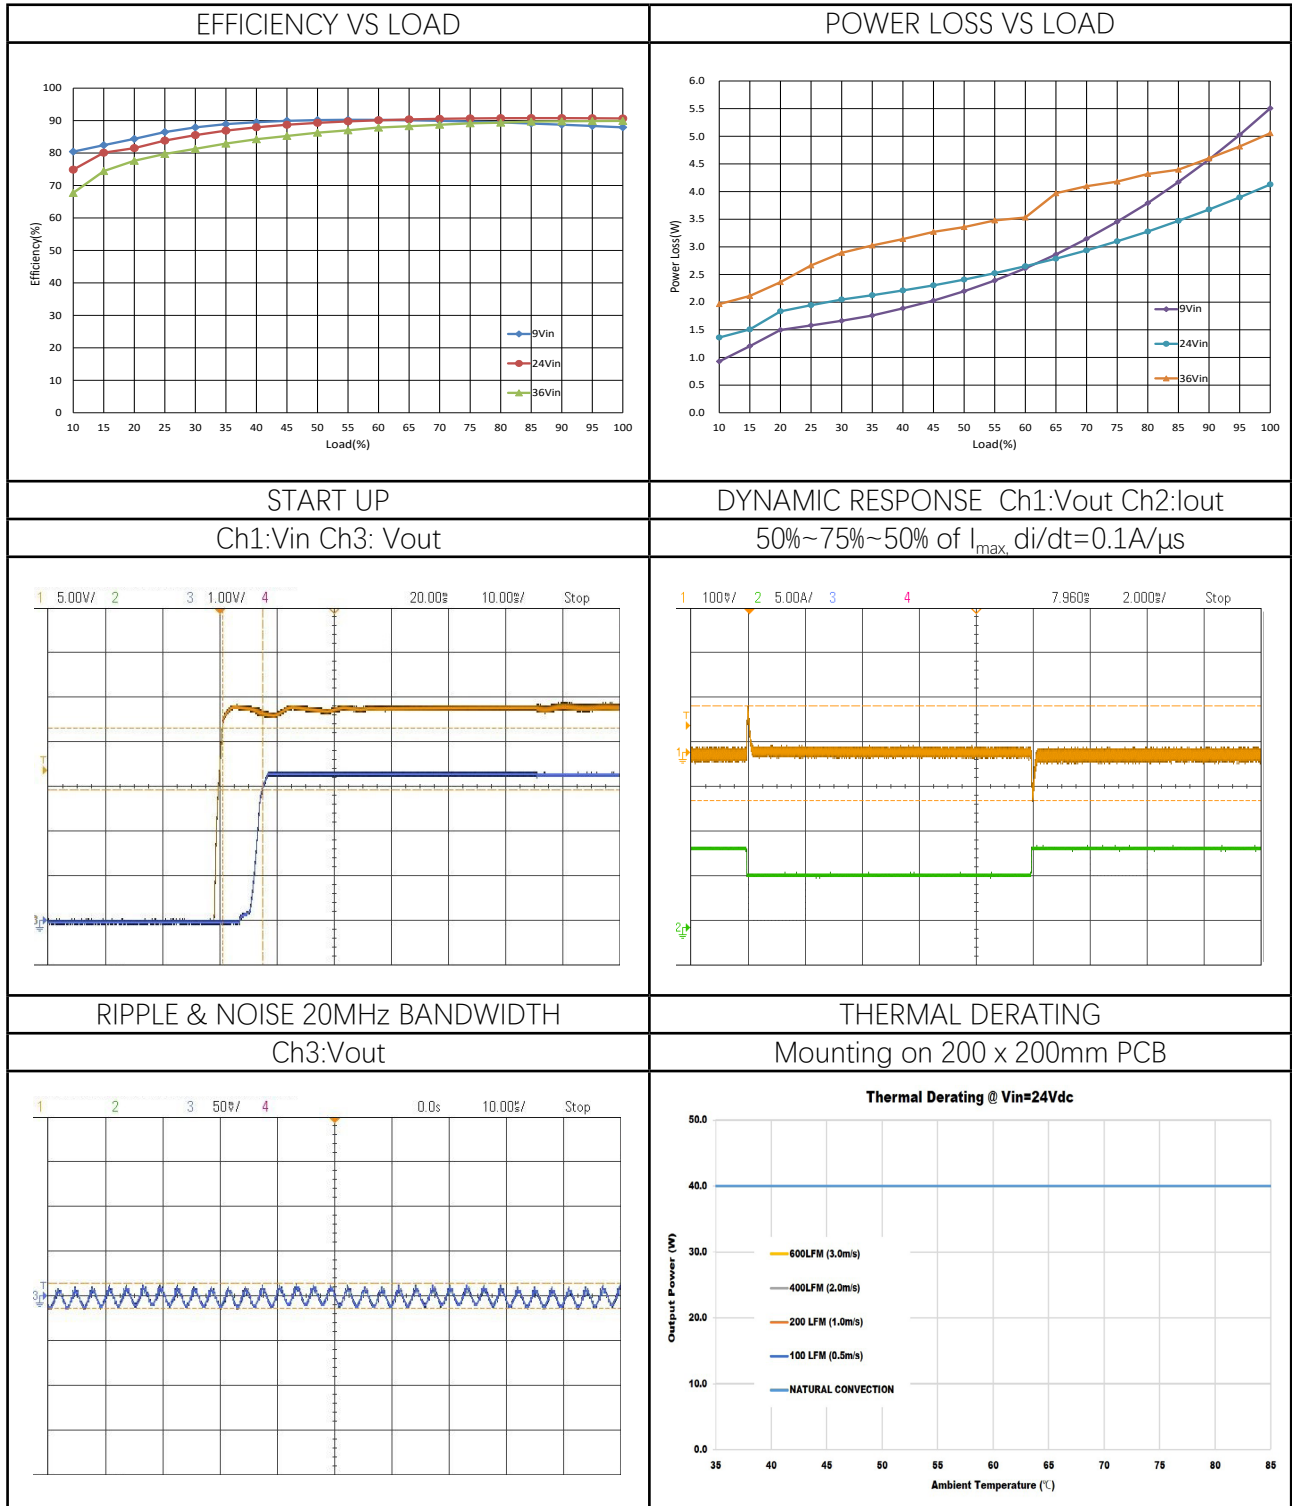 EFFICIENCY VS LOAD
100
90
80
70
60
50
40
30
20
10
0
Efficiency(%)
9Vin
24Vin
36Vin
10 15 20 25 30 35 40 45 50 55 60 65 70 75 80 85 90 95 100
Load(%)
POWER LOSS VS LOAD
6.0
5.5
5.0
4.5
4.0
3.5
3.0
2.5
2.0
1.5
1.0
0.5
0.0
Power Loss(W)
9Vin
24Vin
36Vin
10 15 20 25 30 35 40 45 50 55 60 65 70 75 80 85 90 95 100
Load(%)
START UP
Ch1:Vin Ch3: Vout
1 5.00V/ 2 3 1.00V/ 4 20.00ms 10.00ms/ Stop
T
3
DYNAMIC RESPONSE Ch1:Vout Ch2:Iout
50%~75%~50% of Imax, di/dt=0.1A/μs
1 100mV/ 2 5.00A/ 3 4 7.960ms 2.000ms/ Stop
T
1
2
RIPPLE & NOISE 20MHz BANDWIDTH
Ch3:Vout
1 2 3 50mV/ 4 0.0s Stop
T
3
THERMAL DERATING
Mounting on 200 x 200mm PCB
Thermal Derating @ Vin=24Vdc
50.0
40.0
30.0
20.0
10.0
0.0
Output Power (W)
600LFM (3.0m/s)
400LFM (2.0m/s)
200 LFM (1.0m/s)
100 LFM (0.5m/s)
NATURAL CONVECTION
35 40 45 50 55 60 65 70 75 80 85
Ambient Temperature (℃)